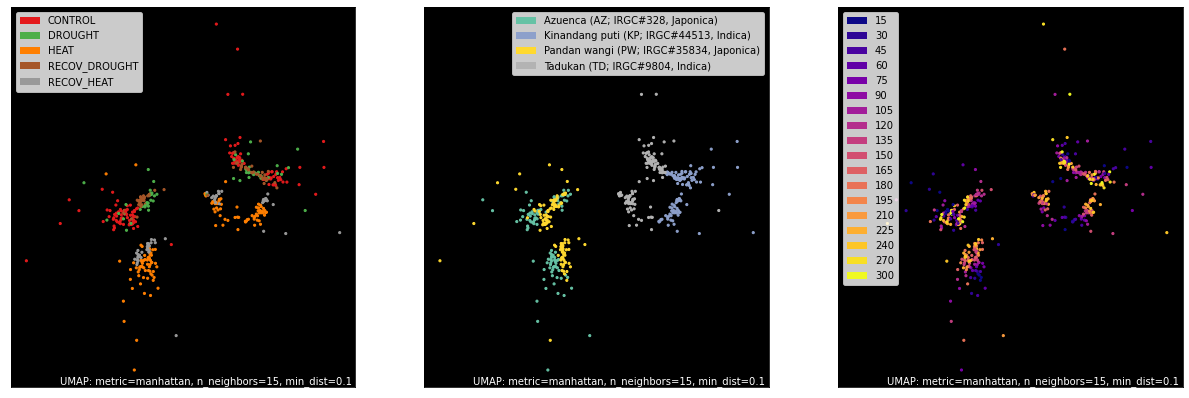 CONTROL
DROUGHT
HEAT
RECOV_DROUGHT
RECOV_HEAT
UMAP: metric=manhattan, n_neighbors=15, min_dist=0.1
Azuenca (AZ; IRGC#328, Japonica)
Kinandang puti (KP; IRGC#44513, Indica)
Pandan wangi (PW; IRGC#35834, Japonica)
Tadukan (TD; IRGC#9804, Indica)
UMAP: metric=manhattan, n_neighbors=15, min_dist=0.1
15
30
45
60
75
90
105
120
135
150
165
180
195
210
225
240
270
300
UMAP: metric=manhattan, n_neighbors=15, min_dist=0.1